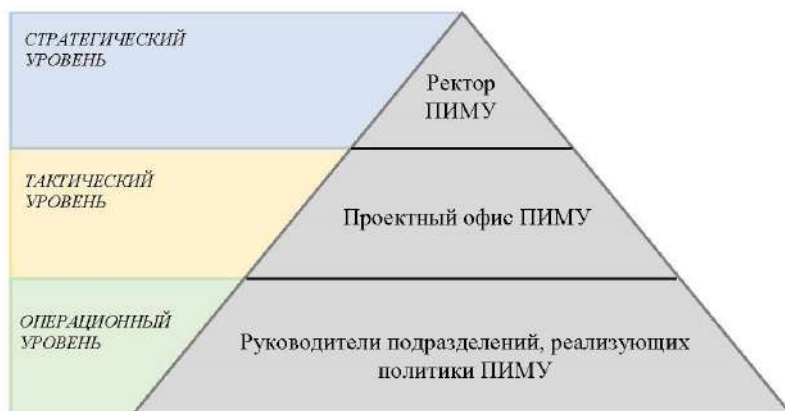 СТРАТЕГИЧЕСКИЙ
УРОВЕНЬ
Ректор
ПИМУ
ТАКТИЧЕСКИЙ
УРОВЕНЬ
Проектный офис ПИМУ
ОПЕРАЦИОННЫЙ
УРОВЕНЬ
Руководители подразделений, реализующих
политики ПИМУ